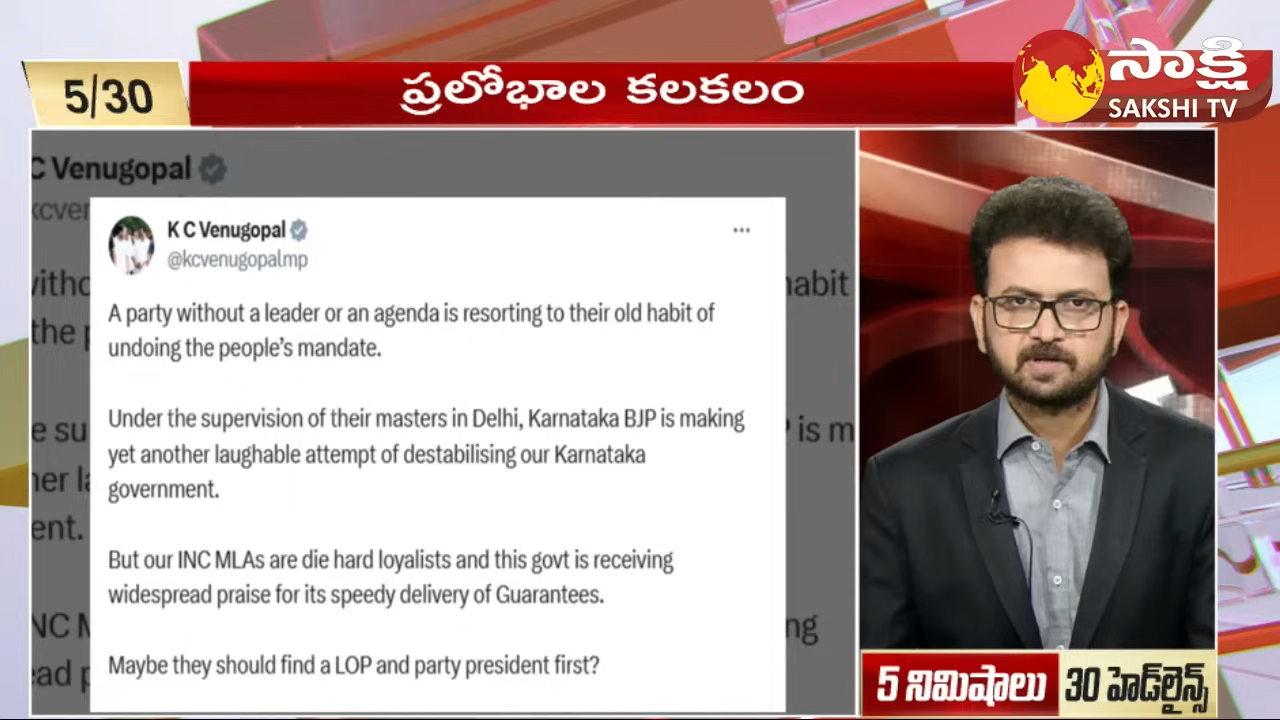 5/30
ప్రలోభాల కలకలం
సాక్షి
SAKSHI TV
C Venugopal
K C Venugopal
@kcvenugopalmp
A party without a leader or an agenda is resorting to their old habit of
undoing the people's mandate.
Under the supervision of their masters in Delhi, Karnataka BJP is making
yet another laughable attempt of destabilising our Karnataka
government.
But our INC MLAs are die hard loyalists and this govt is receiving
widespread praise for its speedy delivery of Guarantees.
Maybe they should find a LOP and party president first?
5 నిమిషాలు
30 హెడ్‌లైన్స్